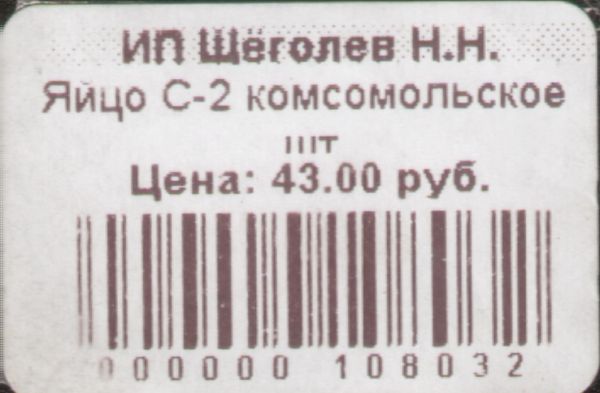 ИП Щёголев Н.Н.
Яйцо С-2 комсомольское
шт
Цена: 43.00 руб.
000000 108032